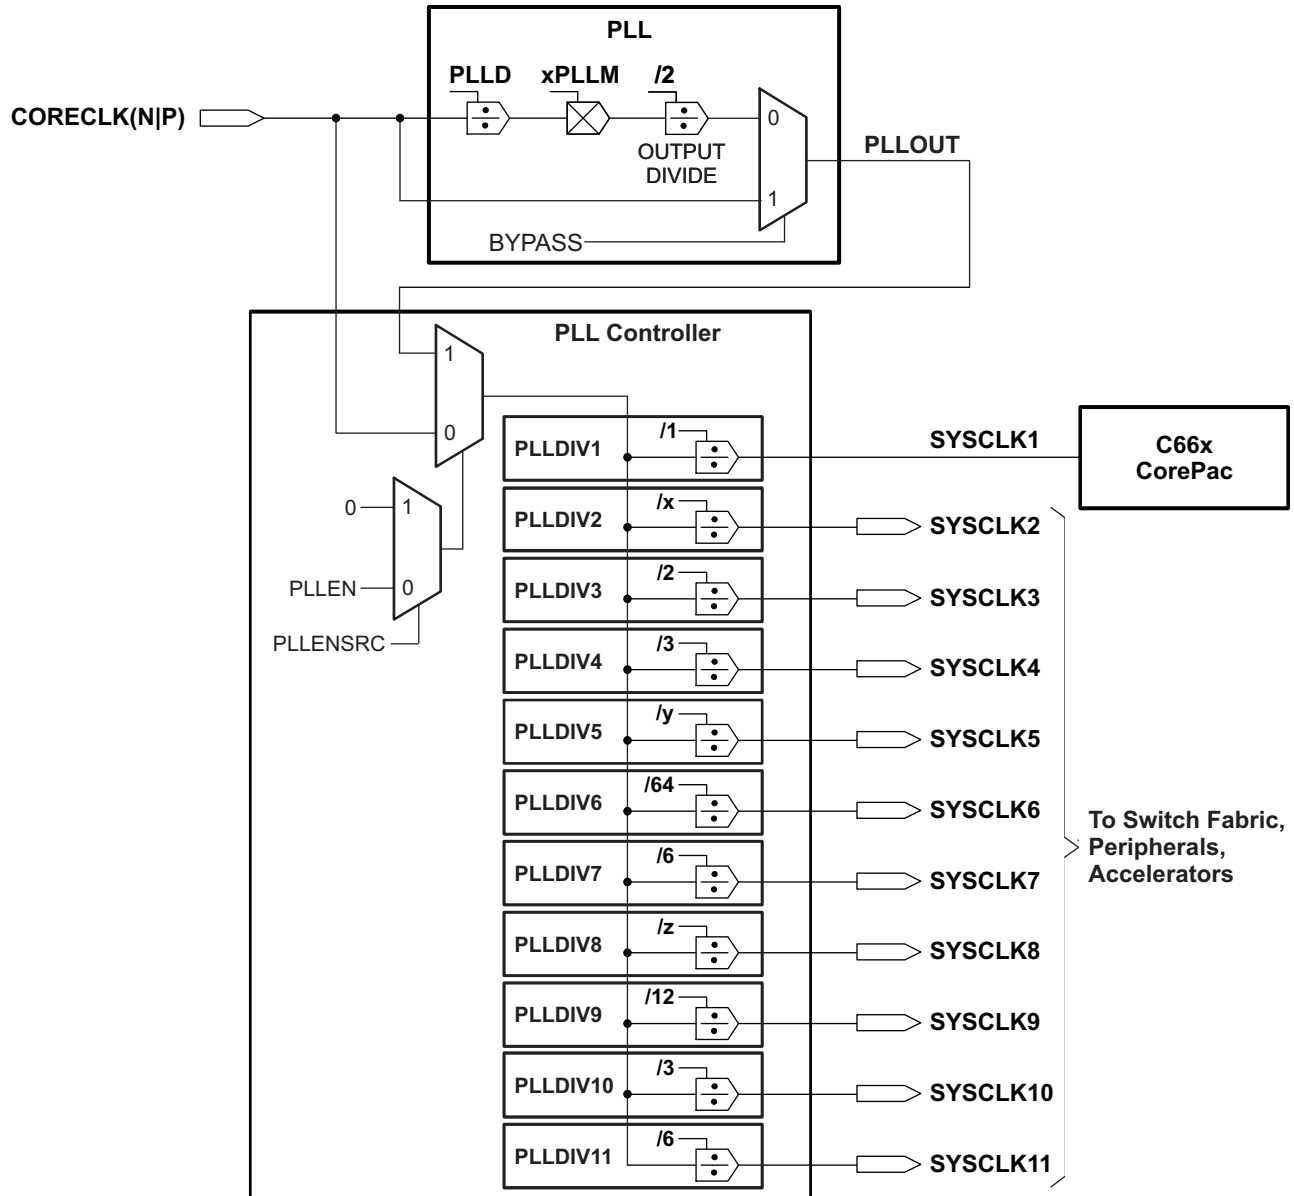 PLL
PLLD xPLLM /2
CORECLK(N|P)
0
OUTPUT
DIVIDE
PLLOUT
1
BYPASS
PLL Controller
1
0
PLLDIV1 /1
SYSCLK1
C66x
CorePac
0
1
PLLDIV2 /x
SYSCLK2
PLLEN
0
PLLDIV3 /2
SYSCLK3
PLLENSRC
PLLDIV4 /3
SYSCLK4
PLLDIV5 /y
SYSCLK5
PLLDIV6 /64
SYSCLK6
To Switch Fabric,
Peripherals,
Accelerators
PLLDIV7 /6
SYSCLK7
PLLDIV8 /z
SYSCLK8
PLLDIV9 /12
SYSCLK9
PLLDIV10 /3
SYSCLK10
PLLDIV11 /6
SYSCLK11